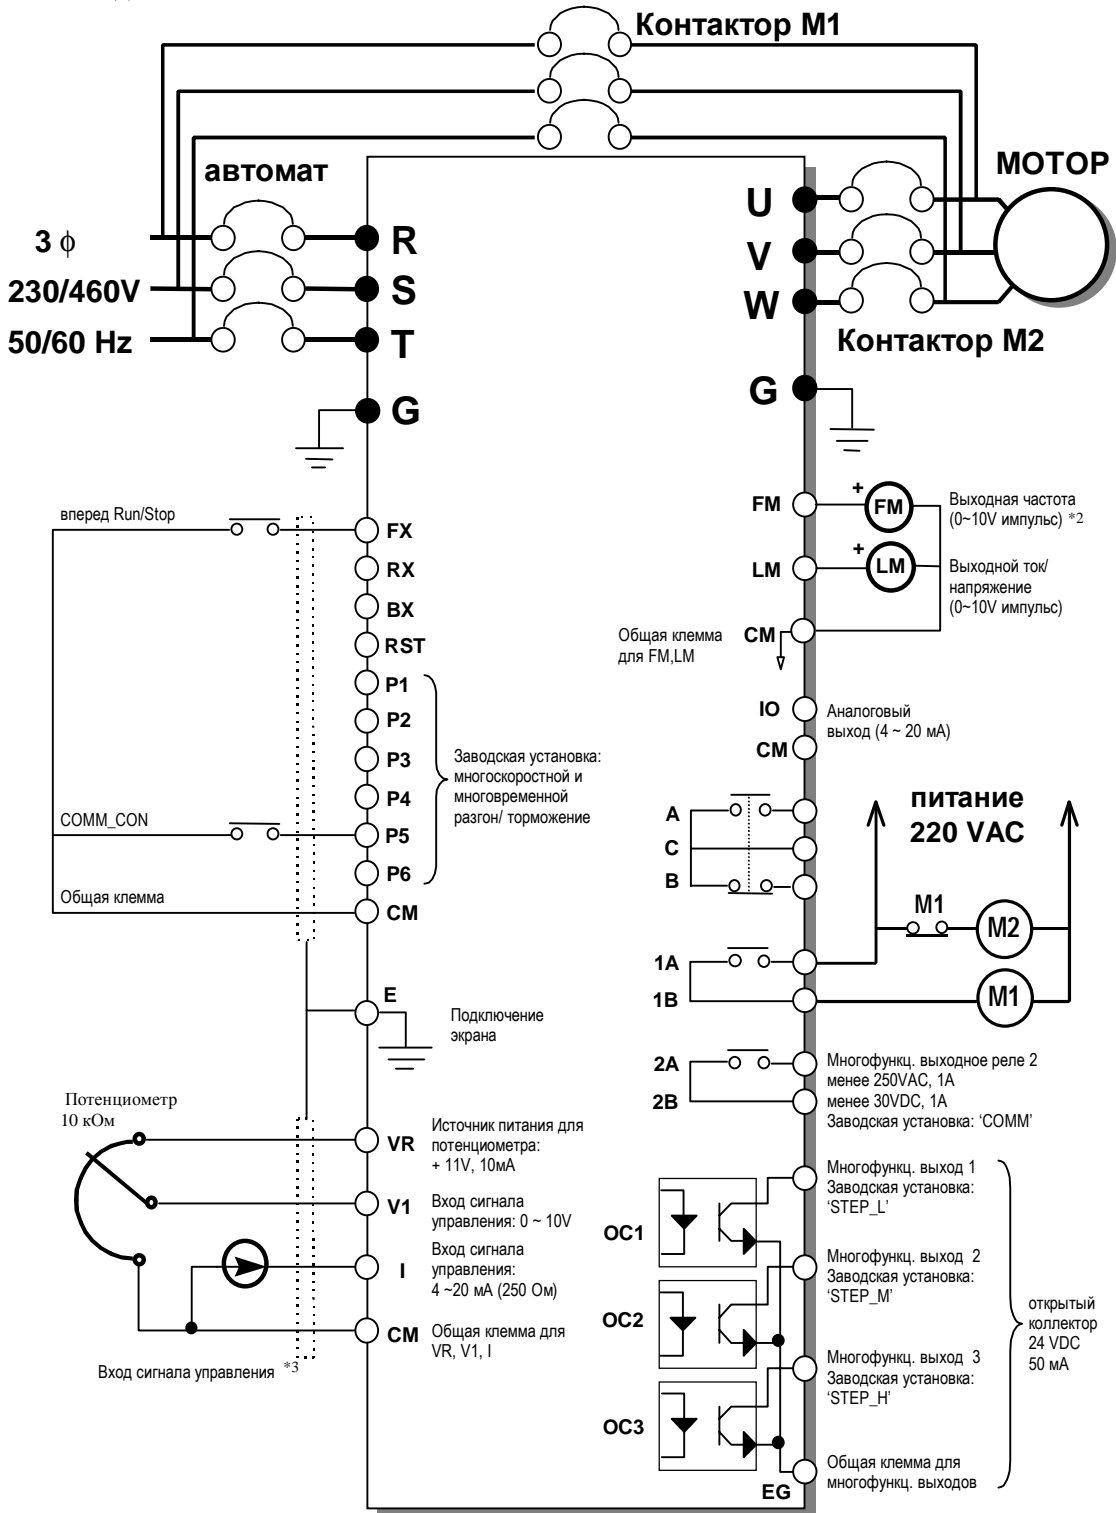 Контактор М1
автомат
МОТОР
3 ϕ
230/460V
50/60 Hz
R
S
T
G
U
V
W
Контактор М2
G
вперед Run/Stop
FX
RX
BX
RST
P1
P2
P3
P4
P5
P6
CM
COMM_CON
Общая клемма
Заводская установка:
многоскоростной и
многовременной
разгон/ торможение
FM
+
FM
Выходная частота
(0~10V импульс) *2
LM
+
LM
Выходной ток/
напряжение
(0~10V импульс)
Общая клемма
для FM,LM
CM
IO
Аналоговый
выход (4 ~ 20 мА)
CM
A
C
B
питание
220 VAC
M1
M2
1A
1B
M1
E
Подключение
экрана
2A
2B
Многофункц. выходное реле 2
менее 250VAC, 1A
менее 30VDC, 1A
Заводская установка: ‘COMM’
Потенциометр
10 кОм
VR
Источник питания для
потенциометра:
+ 11V, 10мА
V1
Вход сигнала
управления: 0 ~ 10V
I
Вход сигнала
управления:
4 ~20 мА (250 Ом)
CM
Общая клемма для
VR, V1, I
Вход сигнала управления *3
OC1
Многофункц. выход 1
Заводская установка:
‘STEP_L’
OC2
Многофункц. выход 2
Заводская установка:
‘STEP_M’
OC3
Многофункц. выход 3
Заводская установка:
‘STEP_H’
открытый
коллектор
24 VDC
50 мА
EG
Общая клемма для
многофункц. выходов